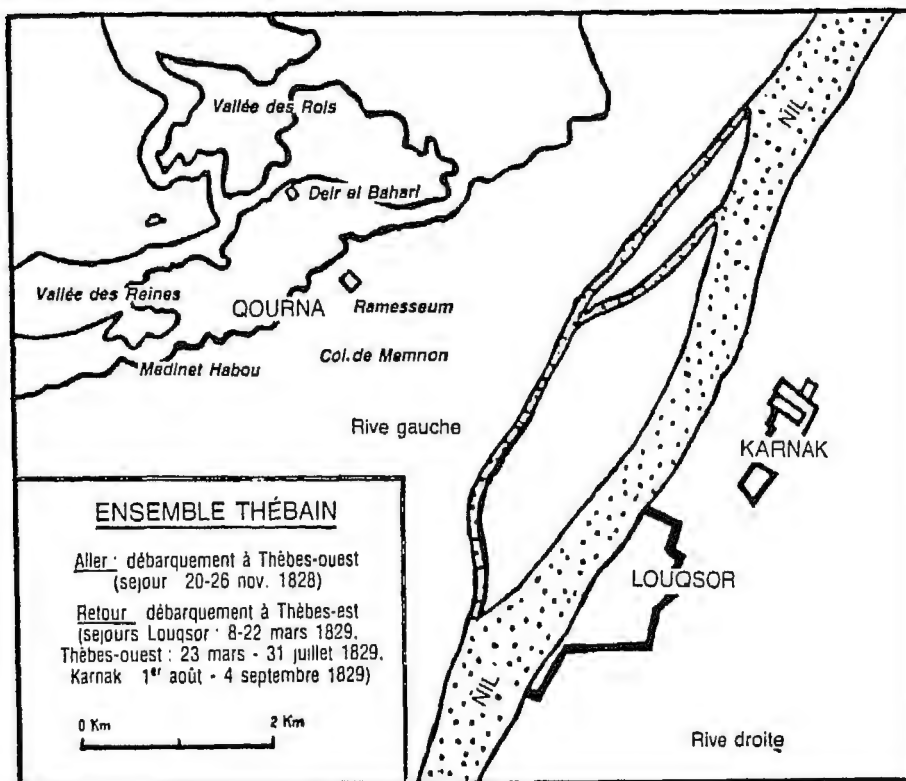 Vallée des Rois
NIL
Deir el Bahari
Vallée des Reines
QOURNA
Ramesseum
Medinet Habou
Col. de Memnon
Rive gauche
KARNAK
ENSEMBLE THÉBAIN
Aller : débarquement à Thèbes-ouest
(sejour 20-26 nov. 1828)
Retour débarquement à Thèbes-est
(sejours Louqsor : 8-22 mars 1829.
Thèbes-ouest : 23 mars - 31 juillet 1829.
Karnak 1er août - 4 septembre 1829)
0 Km 2 Km
LOUQSOR
NIL
Rive droite